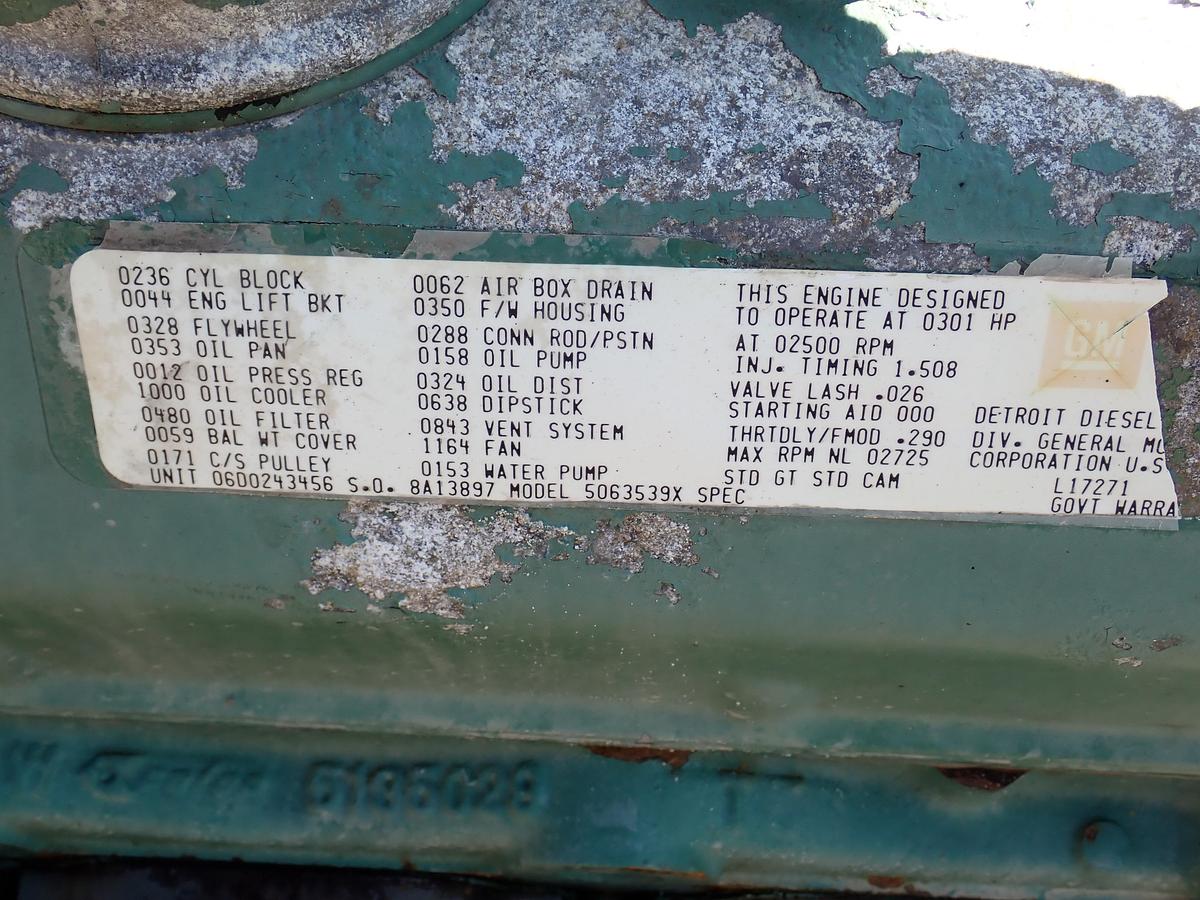 0236 CYL BLOCK
0044 ENG LIFT BKT
0328 FLYWHEEL
0353 OIL PAN
0012 OIL PRESS REG
1000 OIL COOLER
0480 OIL FILTER
0059 BAL WT COVER
0171 C/S PULLEY
0062 AIR BOX DRAIN
0350 F/W HOUSING
0288 CONN ROD/PSTN
0158 OIL PUMP
0324 OIL DIST
0638 DIPSTICK
0843 VENT SYSTEM
1164 FAN
0153 WATER PUMP
UNIT 06D0243456 S.O. 8A13897 MODEL 5063539X SPEC
THIS ENGINE DESIGNED
TO OPERATE AT 0301 HP
AT 02500 RPM
INJ. TIMING 1.508
VALVE LASH .026
STARTING AID 000
THRTDLY/FMOD .290
MAX RPM NL 02725
STD GT STD CAM
GM
DETROIT DIESEL
DIV. GENERAL MO
CORPORATION U.S
L17271
GOVT WARRA